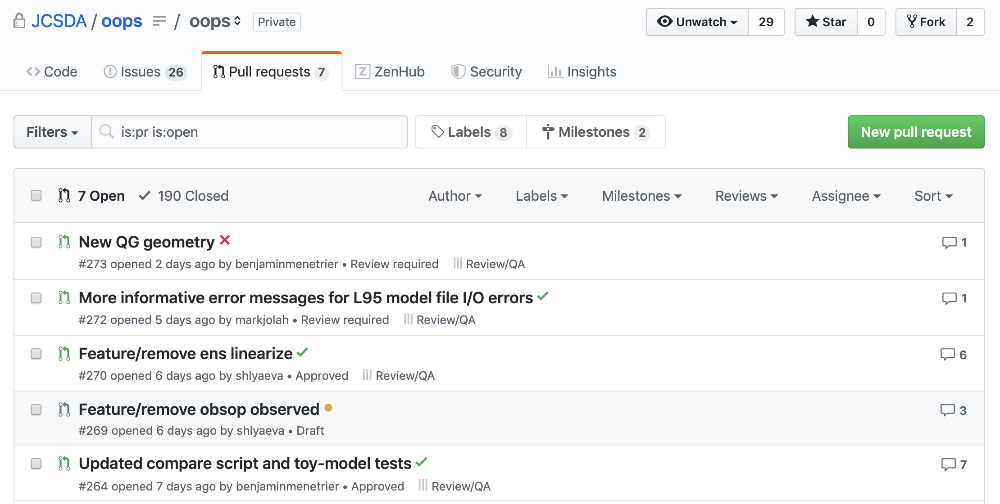 JCSDA / oops / oops Private Unwatch 29 Star 0 Fork 2
Code Issues 26 Pull requests 7 Z ZenHub Security Insights
Filters is:pr is:open Labels 8 Milestones 2 New pull request
7 Open 190 Closed Author Labels Milestones Reviews Assignee Sort
New QG geometry 1
#273 opened 2 days ago by benjaminmenetrier • Review required Review/QA
More informative error messages for L95 model file I/O errors 1
#272 opened 5 days ago by markjolah • Review required Review/QA
Feature/remove ens linearize 6
#270 opened 6 days ago by shlyaeva • Approved Review/QA
Feature/remove obsop observed 3
#269 opened 6 days ago by shlyaeva • Draft
Updated compare script and toy-model tests 7
#264 opened 7 days ago by benjaminmenetrier • Approved Review/QA